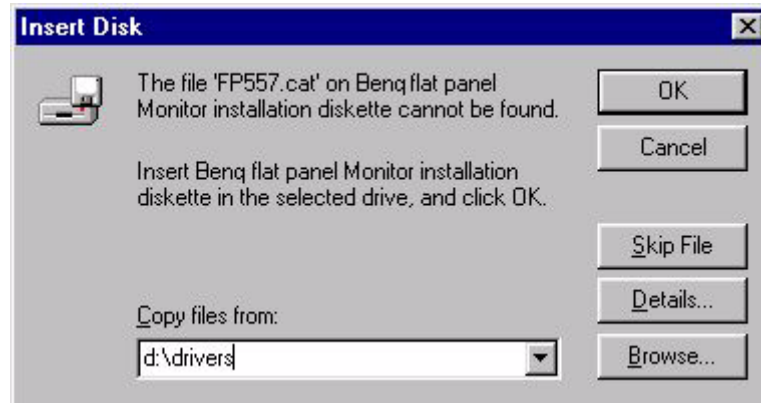 Insert Disk
The file 'FP557.cat' on Benq flat panel
Monitor installation diskette cannot be found.
Insert Benq flat panel Monitor installation
diskette in the selected drive, and click OK.
Copy files from:
d:\drivers
OK
Cancel
Skip File
Details...
Browse...